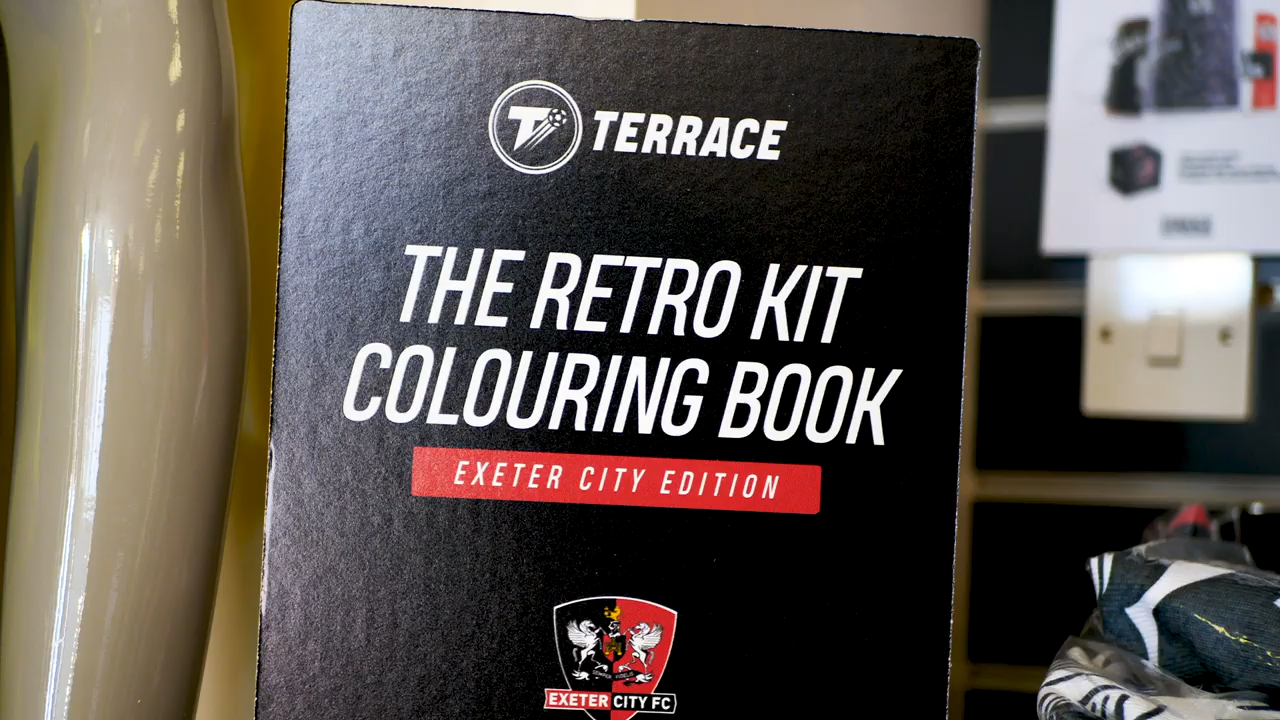 TERRACE
THE RETRO KIT
COLOURING BOOK
EXETER CITY EDITION
EXETER CITY FC